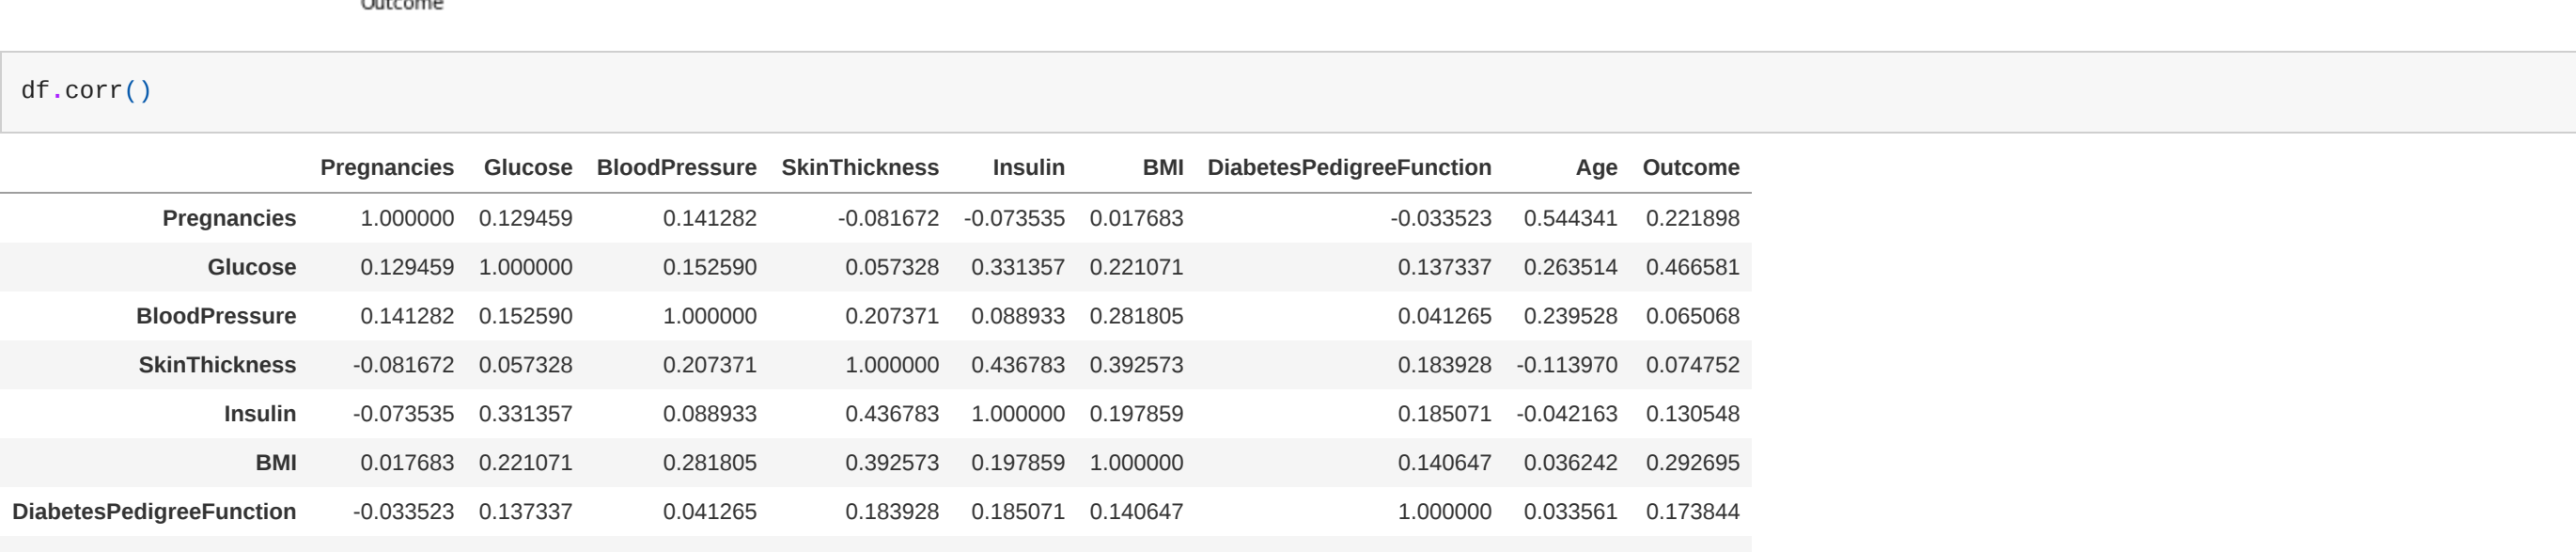 Outcome
df.corr()
Pregnancies Glucose BloodPressure SkinThickness Insulin BMI DiabetesPedigreeFunction Age Outcome
Pregnancies 1.000000 0.129459 0.141282 -0.081672 -0.073535 0.017683 -0.033523 0.544341 0.221898
Glucose 0.129459 1.000000 0.152590 0.057328 0.331357 0.221071 0.137337 0.263514 0.466581
BloodPressure 0.141282 0.152590 1.000000 0.207371 0.088933 0.281805 0.041265 0.239528 0.065068
SkinThickness -0.081672 0.057328 0.207371 1.000000 0.436783 0.392573 0.183928 -0.113970 0.074752
Insulin -0.073535 0.331357 0.088933 0.436783 1.000000 0.197859 0.185071 -0.042163 0.130548
BMI 0.017683 0.221071 0.281805 0.392573 0.197859 1.000000 0.140647 0.036242 0.292695
DiabetesPedigreeFunction -0.033523 0.137337 0.041265 0.183928 0.185071 0.140647 1.000000 0.033561 0.173844